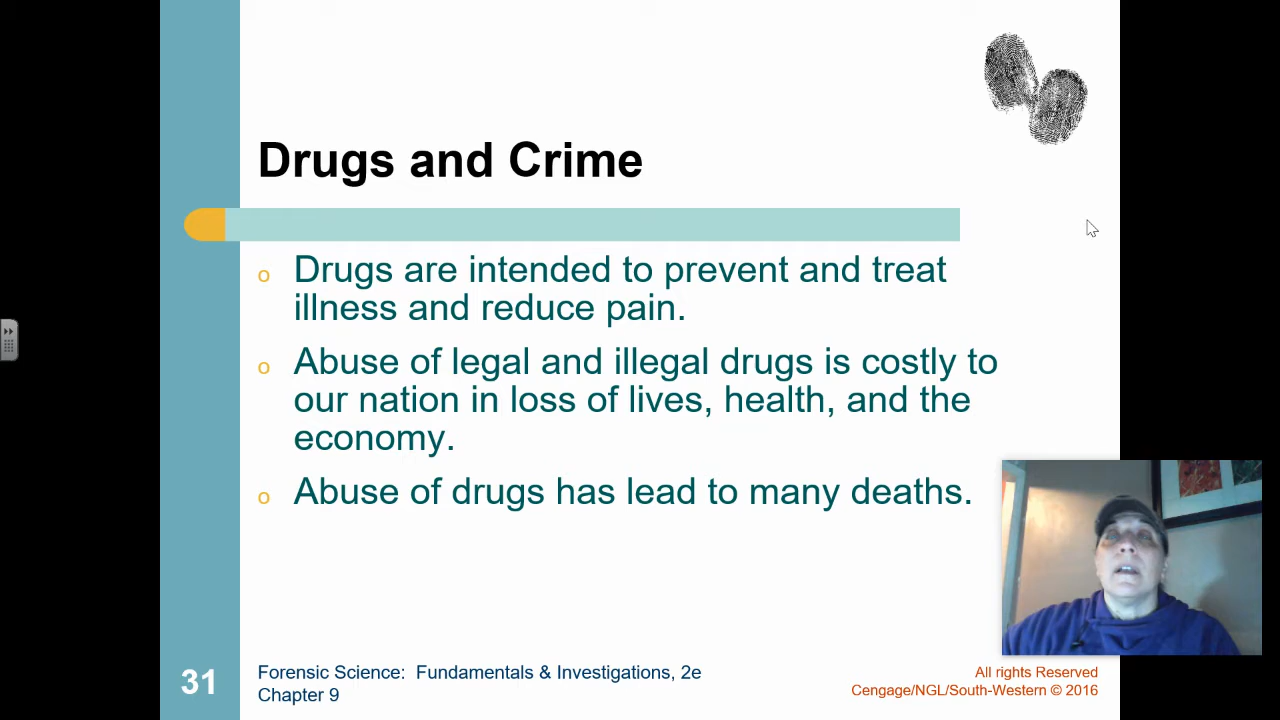 Drugs and Crime
o Drugs are intended to prevent and treat
illness and reduce pain.
o Abuse of legal and illegal drugs is costly to
our nation in loss of lives, health, and the
economy.
o Abuse of drugs has lead to many deaths.
31
Forensic Science: Fundamentals & Investigations, 2e
Chapter 9
All rights Reserved
Cengage/NGL/South-Western © 2016